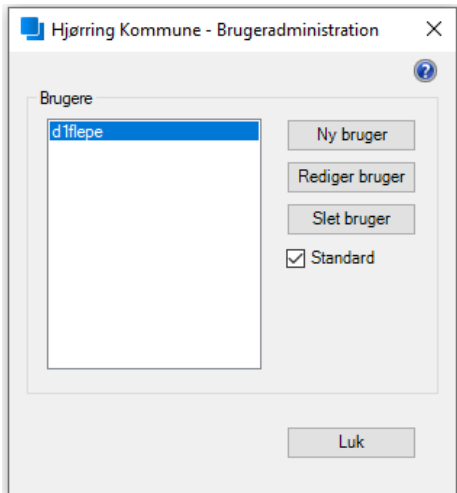 Hjørring Kommune - Brugeradministration
Brugere
d1flepe
Ny bruger
Rediger bruger
Slet bruger
Standard
Luk